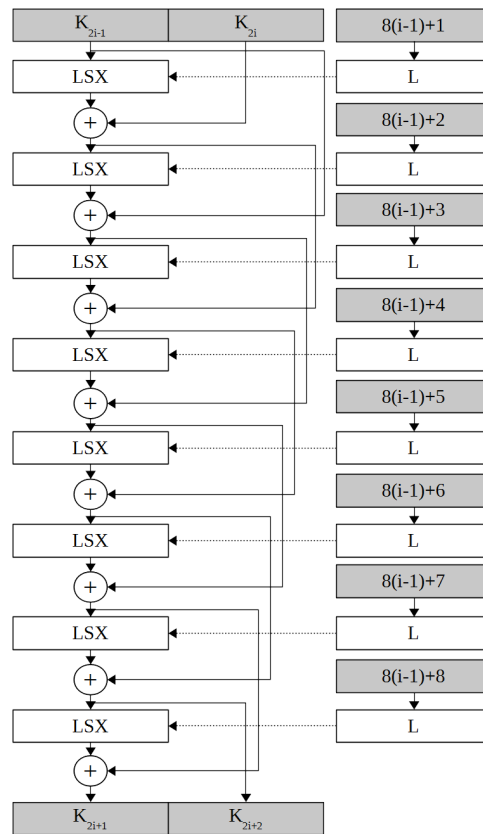 K2i-1 K2i 8(i-1)+1
LSX L
+ 8(i-1)+2
LSX L
+ 8(i-1)+3
LSX L
+ 8(i-1)+4
LSX L
+ 8(i-1)+5
LSX L
+ 8(i-1)+6
LSX L
+ 8(i-1)+7
LSX L
+ 8(i-1)+8
LSX L
+
K2i+1 K2i+2